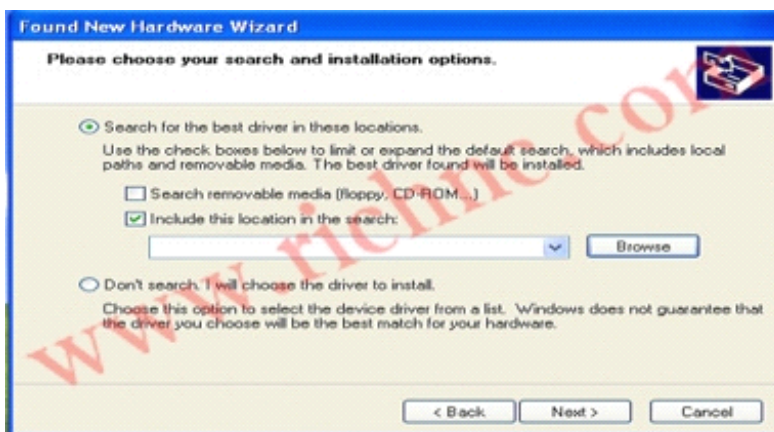 Found New Hardware Wizard
Please choose your search and installation options.
Search for the best driver in these locations.
Use the check boxes below to limit or expand the default search, which includes local
paths and removable media. The best driver found will be installed.
Search removable media (floppy, CD-ROM...)
Include this location in the search:
Browse
Don't search. I will choose the driver to install.
Choose this option to select the device driver from a list. Windows does not guarantee that
the driver you choose will be the best match for your hardware.
< Back
Next >
Cancel
www.richnc.com